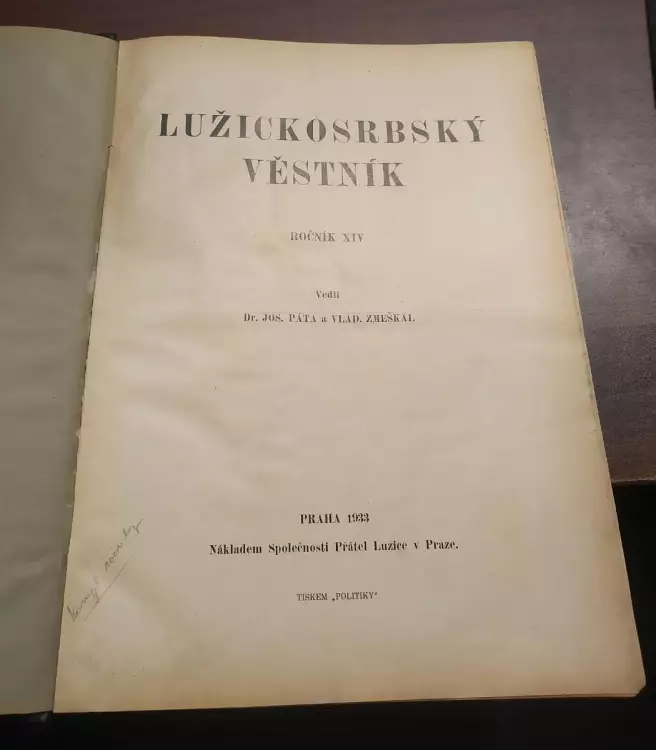 LUŽICKOSRBSKÝ
VĚSTNÍK
ROČNÍK XIV
Vedli
Dr. JOS. PÁTA a VLAD. ZMEŠKAL.
PRAHA 1933
Nákladem Společnosti Přátel Lužice v Praze.
TISKEM „POLITIKY“